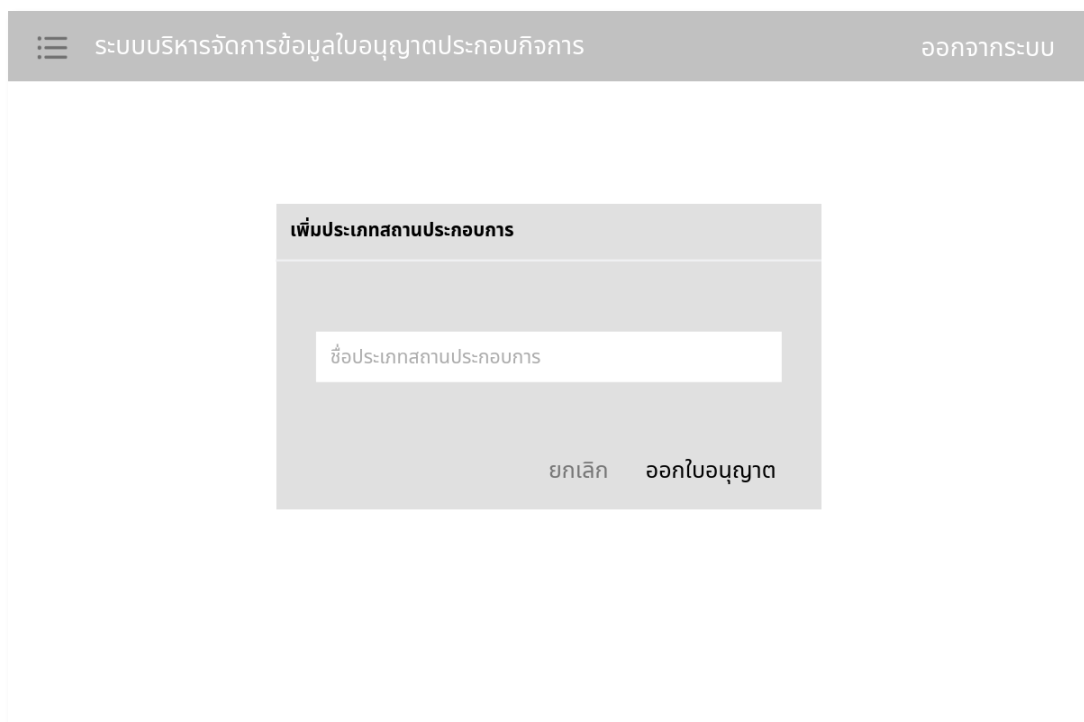 ระบบบริหารจัดการข้อมูลใบอนุญาตประกอบกิจการ ออกจากระบบ
เพิ่มประเภทสถานประกอบการ
ชื่อประเภทสถานประกอบการ
ยกเลิก ออกใบอนุญาต